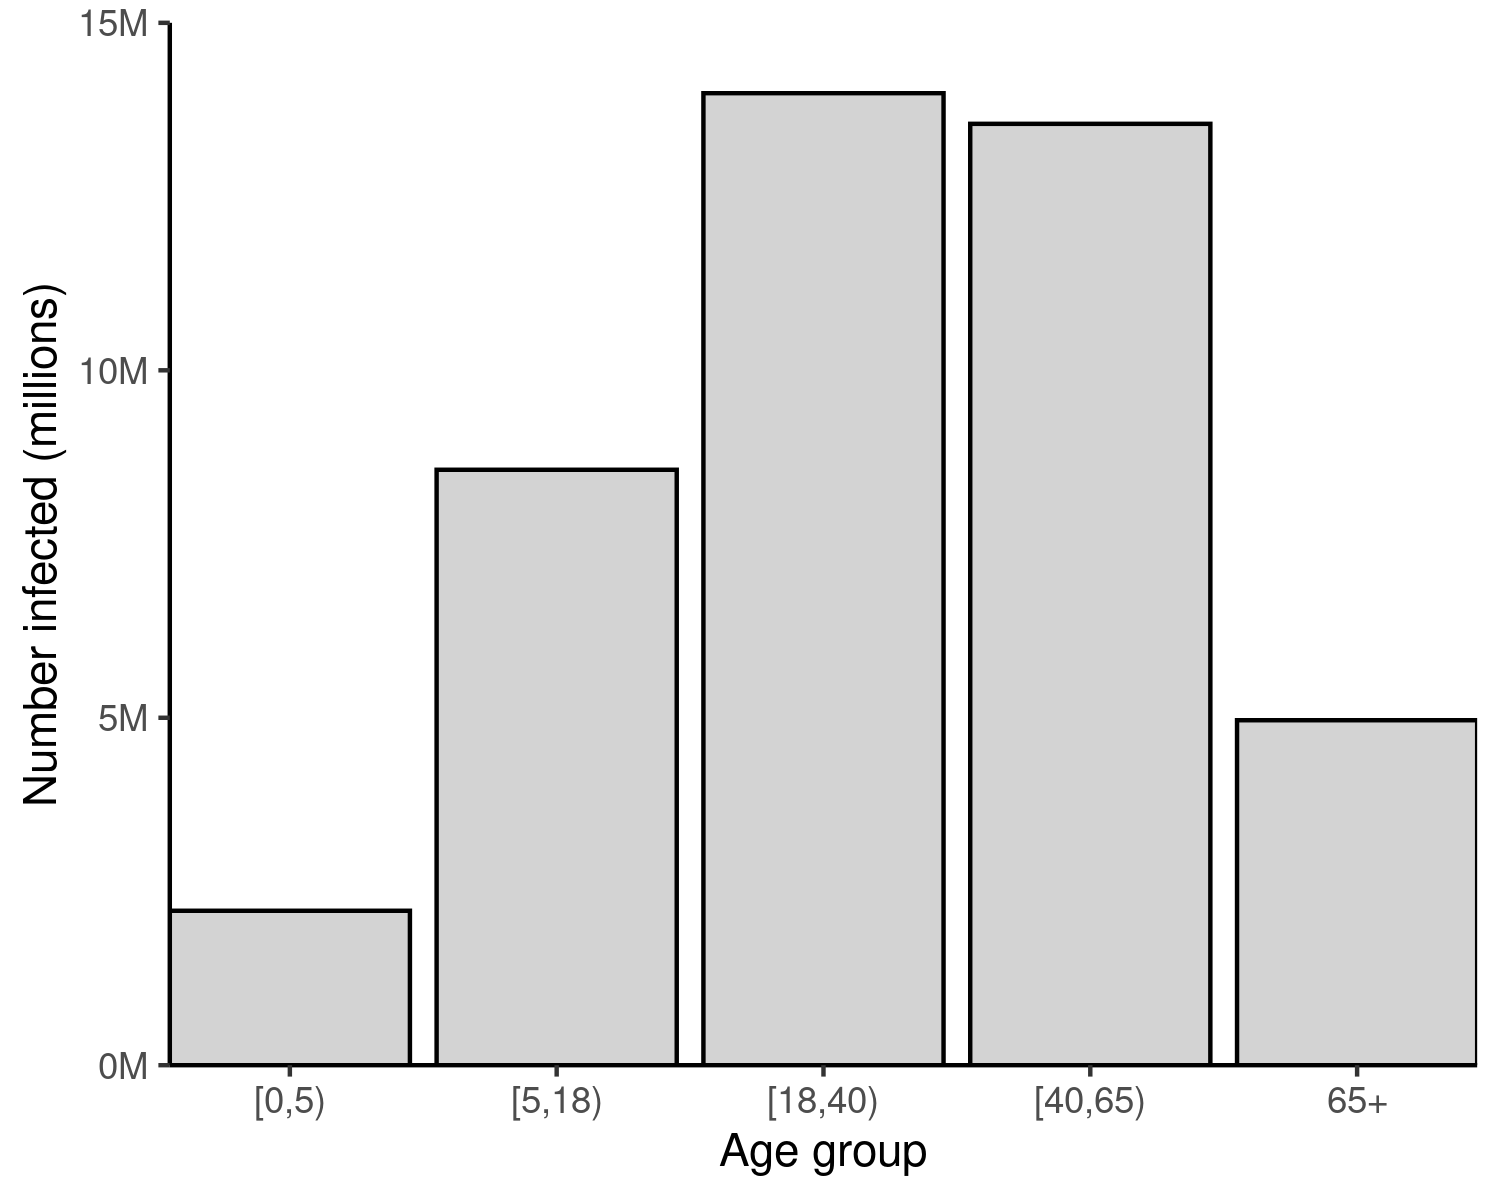 15M
10M
5M
0M
Number infected (millions)
[0,5)
[5,18)
[18,40)
[40,65)
65+
Age group